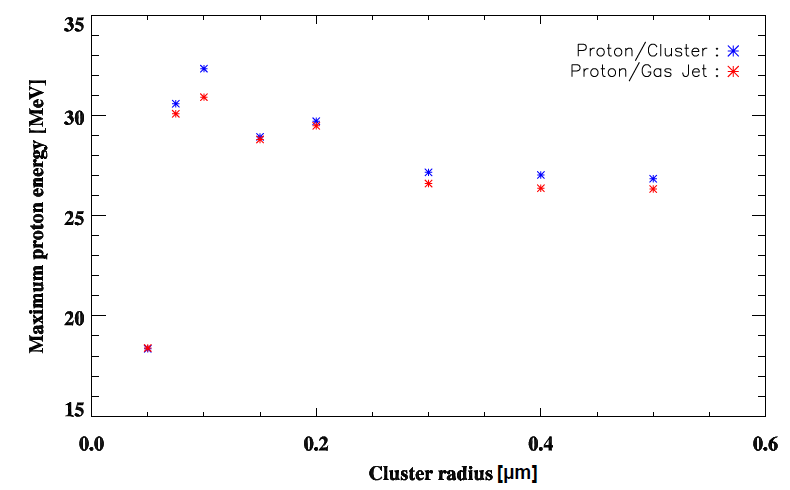 35
Proton/Cluster :
Proton/Gas Jet :
30
25
20
15
Maximum proton energy [MeV]
0.0 0.2 0.4 0.6
Cluster radius [μm]